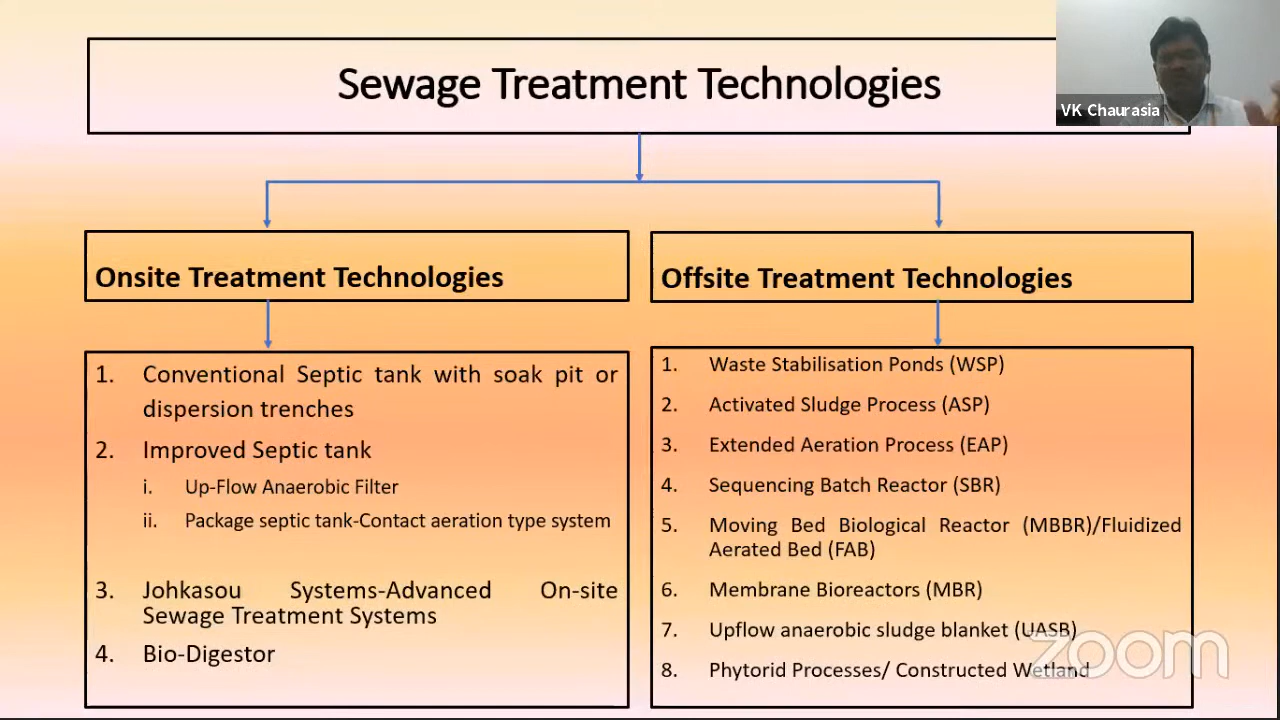 Sewage Treatment Technologies
VK Chaurasia
Onsite Treatment Technologies
Offsite Treatment Technologies
1. Conventional Septic tank with soak pit or
dispersion trenches
2. Improved Septic tank
i. Up-Flow Anaerobic Filter
ii. Package septic tank-Contact aeration type system
3. Johkasou Systems-Advanced On-site
Sewage Treatment Systems
4. Bio-Digestor
1. Waste Stabilisation Ponds (WSP)
2. Activated Sludge Process (ASP)
3. Extended Aeration Process (EAP)
4. Sequencing Batch Reactor (SBR)
5. Moving Bed Biological Reactor (MBBR)/Fluidized
Aerated Bed (FAB)
6. Membrane Bioreactors (MBR)
7. Upflow anaerobic sludge blanket (UASB)
8. Phytorid Processes/ Constructed Wetland
zoom